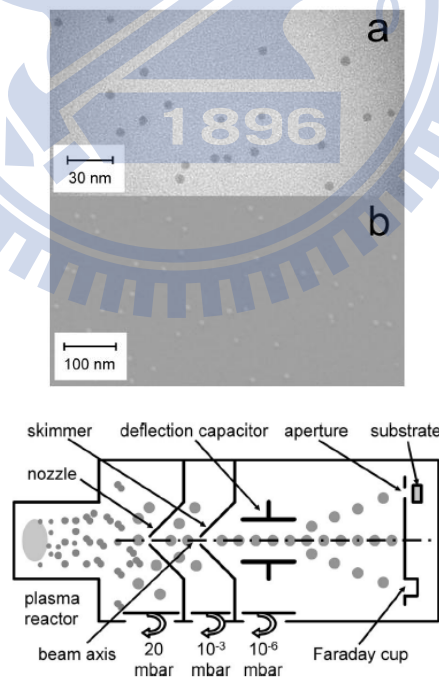 a
1896
30 nm
b
100 nm
skimmer deflection capacitor aperture substrate
nozzle
plasma
reactor
beam axis
20
mbar
10⁻³
mbar
10⁻⁶
mbar
Faraday cup